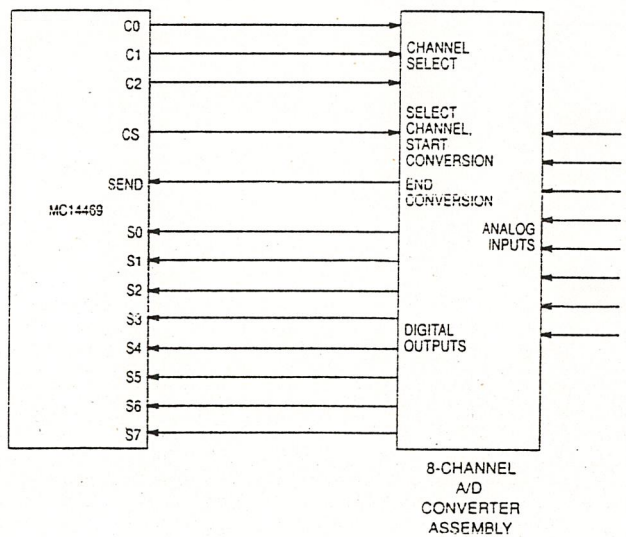 C0
C1
C2
CS
SEND
MC14469
S0
S1
S2
S3
S4
S5
S6
S7
CHANNEL
SELECT
SELECT
CHANNEL,
START
CONVERSION
END
CONVERSION
ANALOG
INPUTS
DIGITAL
OUTPUTS
8-CHANNEL
A/D
CONVERTER
ASSEMBLY